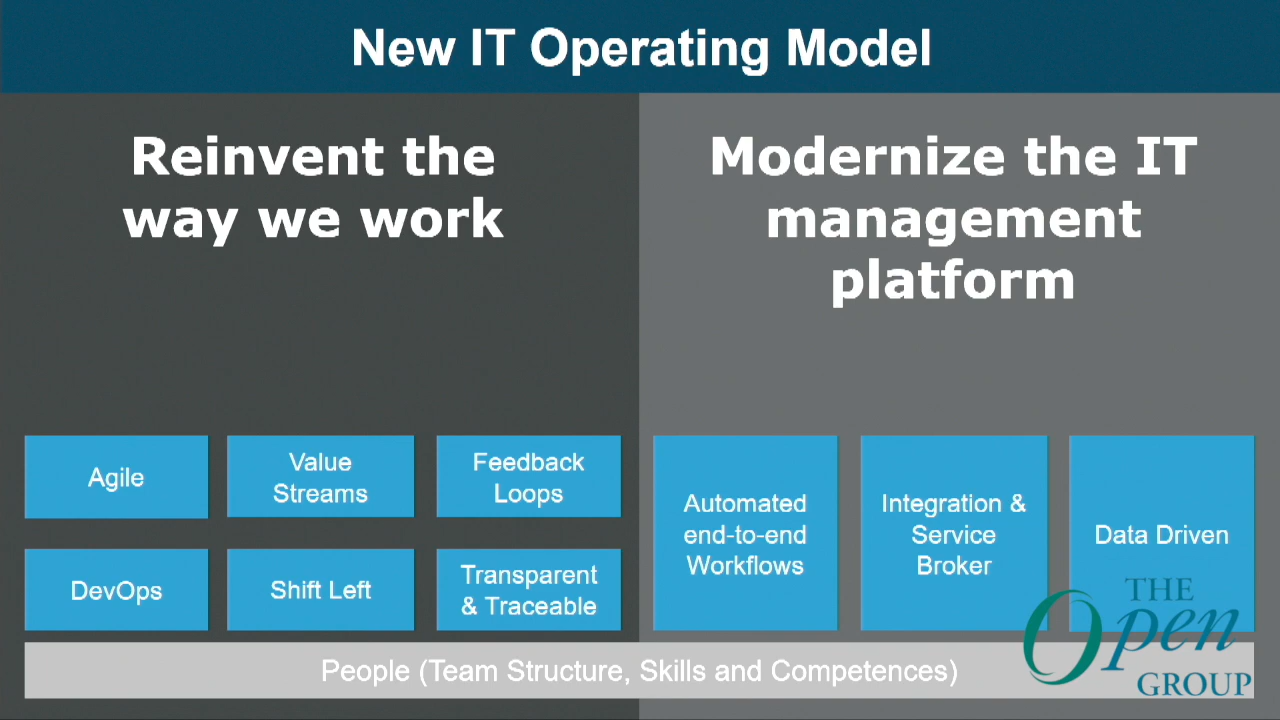 New IT Operating Model
Reinvent the
way we work
Modernize the IT
management
platform
Agile
Value
Streams
Feedback
Loops
DevOps
Shift Left
Transparent
& Traceable
Automated
end-to-end
Workflows
Integration &
Service
Broker
Data Driven
People (Team Structure, Skills and Competences)
THE
Open
GROUP